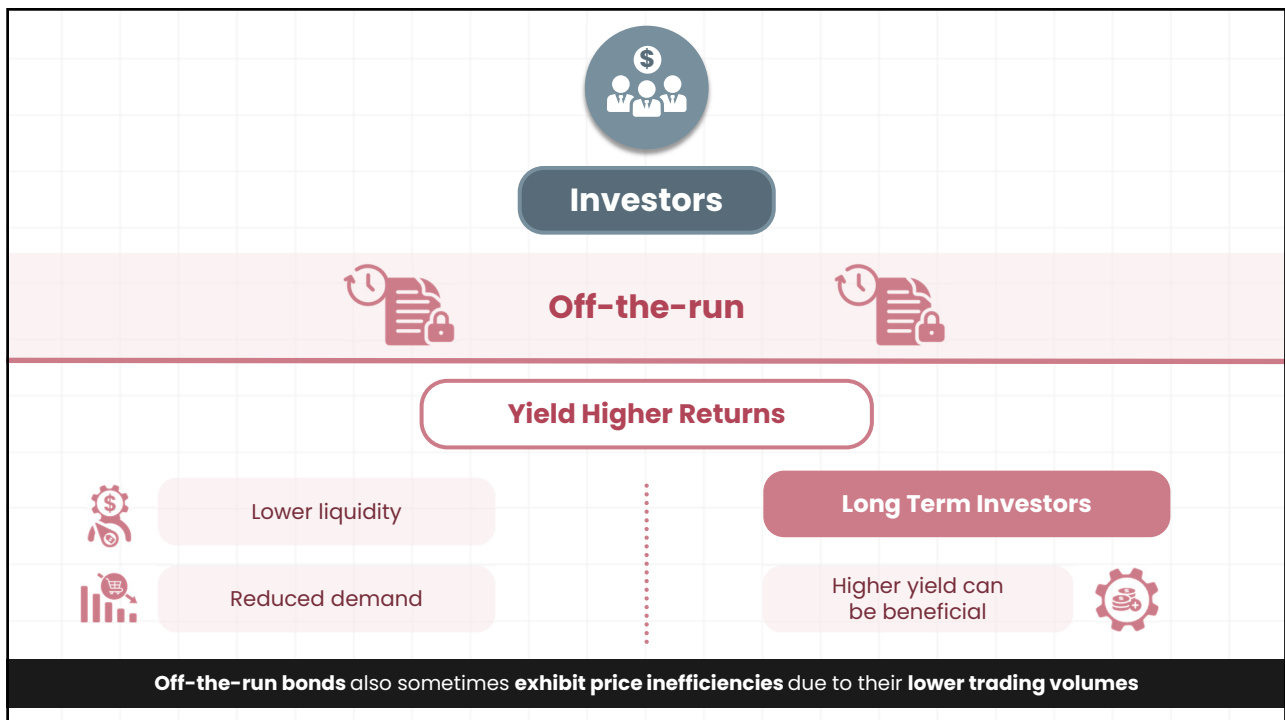 $
Investors
Off-the-run
Yield Higher Returns
$
Lower liquidity
Reduced demand
Long Term Investors
Higher yield can
be beneficial
Off-the-run bonds also sometimes exhibit price inefficiencies due to their lower trading volumes